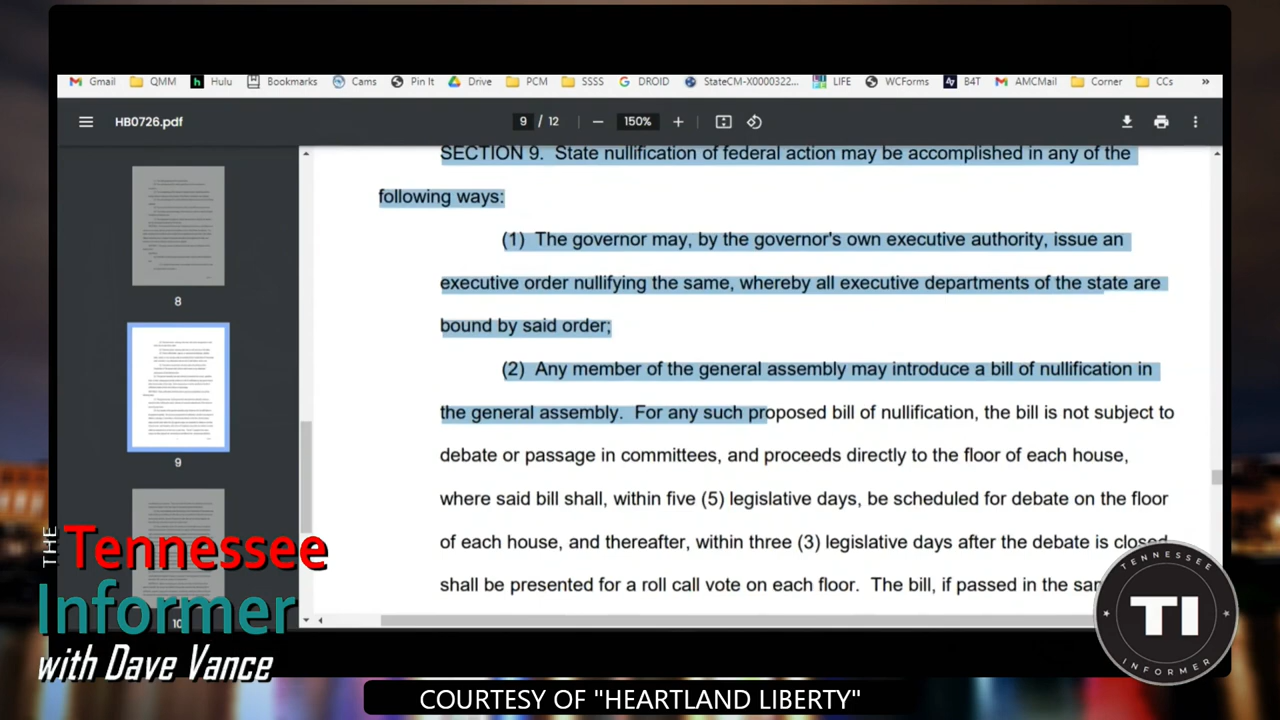 Gmail QMM Hulu Bookmarks Cams Pin It Drive PCM SSSS DROID StateCM-X0000322... LIFE WCForms B4T AMCMail Corner CCs »
HB0726.pdf 9 / 12 150%
SECTION 9. State nullification of federal action may be accomplished in any of the
following ways:
(1) The governor may, by the governor's own executive authority, issue an
executive order nullifying the same, whereby all executive departments of the state are
bound by said order;
(2) Any member of the general assembly may introduce a bill of nullification in
the general assembly. For any such proposed bill of nullification, the bill is not subject to
debate or passage in committees, and proceeds directly to the floor of each house,
where said bill shall, within five (5) legislative days, be scheduled for debate on the floor
of each house, and thereafter, within three (3) legislative days after the debate is closed
shall be presented for a roll call vote on each floor. The bill, if passed in the
8
9
10
THE Tennessee
Informer
with Dave Vance
TENNESSEE
TI
INFORMER
COURTESY OF "HEARTLAND LIBERTY"